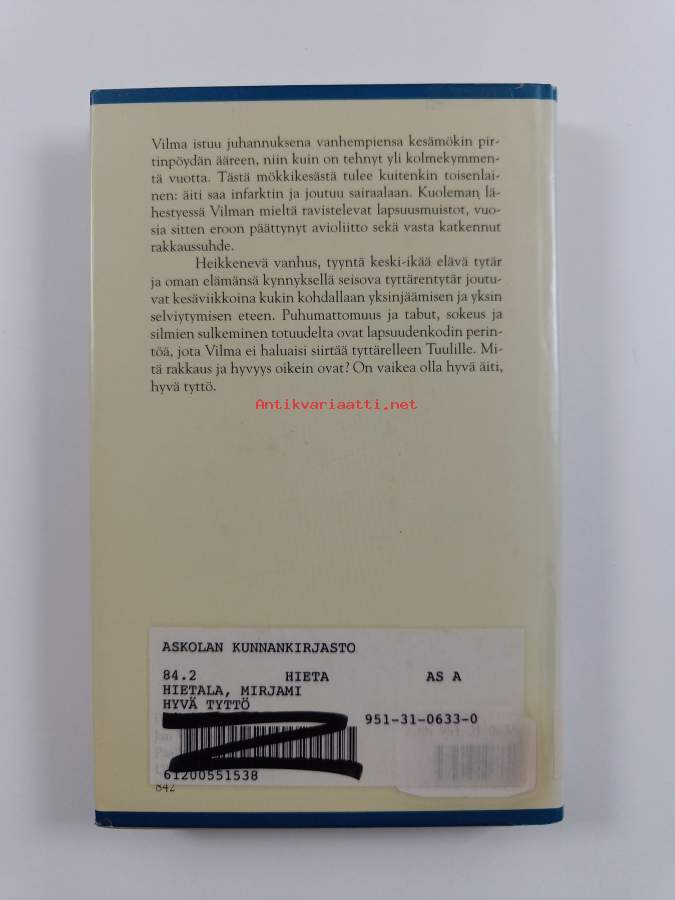 Vilma istuu juhannuksena vanhempiensa kesämökin pir-
tinpöydän ääreen, niin kuin on tehnyt yli kolmekymmen-
tä vuotta. Tästä mökkikesästä tulee kuitenkin toisenlai-
nen: äiti saa infarktin ja joutuu sairaalaan. Kuoleman lä-
hestyessä Vilman mieltä ravistelevat lapsuusmuistot, vuo-
sia sitten eroon päättynyt avioliitto sekä vasta katkennut
rakkaussuhde.
Heikkenevä vanhus, tyyntä keski-ikää elävä tytär
ja oman elämänsä kynnyksellä seisova tyttärentytär joutu-
vat kesäviikkoina kukin kohdallaan yksinjäämisen ja yksin
selviytymisen eteen. Puhumattomuus ja tabut, sokeus ja
silmien sulkeminen totuudelta ovat lapsuudenkodin perin-
töä, jota Vilma ei haluaisi siirtää tyttärelleen Tuulille. Mi-
tä rakkaus ja hyvyys oikein ovat? On vaikea olla hyvä äiti,
hyvä tyttö.
Antikvariaatti.net
ASKOLAN KUNNANKIRJASTO
84.2 HIETA AS A
HIETALA, MIRJAMI
HYVÄ TYTTÖ
951-31-0633-0
61200551538
842